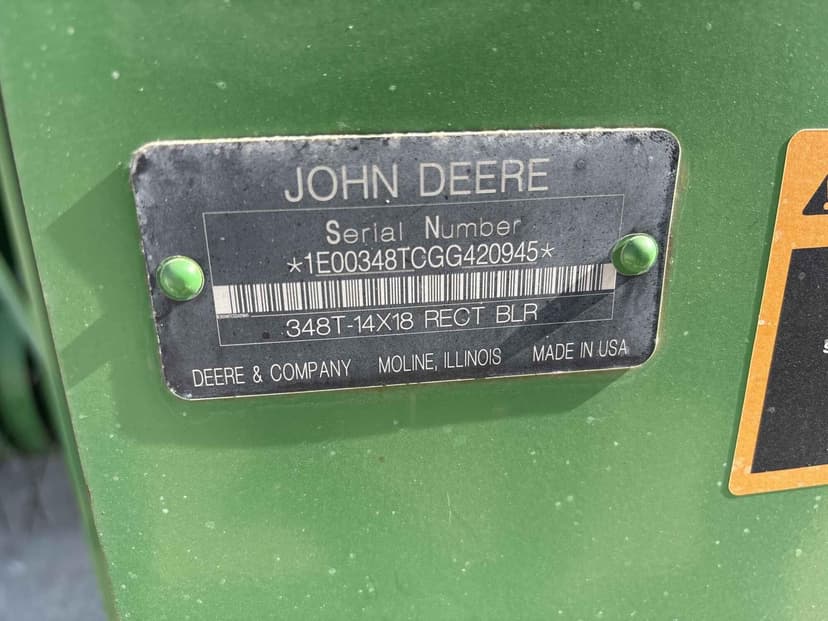 JOHN DEERE
Serial Number
*1E00348TCGG420945*
348T-14X18 RECT BLR
DEERE & COMPANY MOLINE, ILLINOIS MADE IN USA